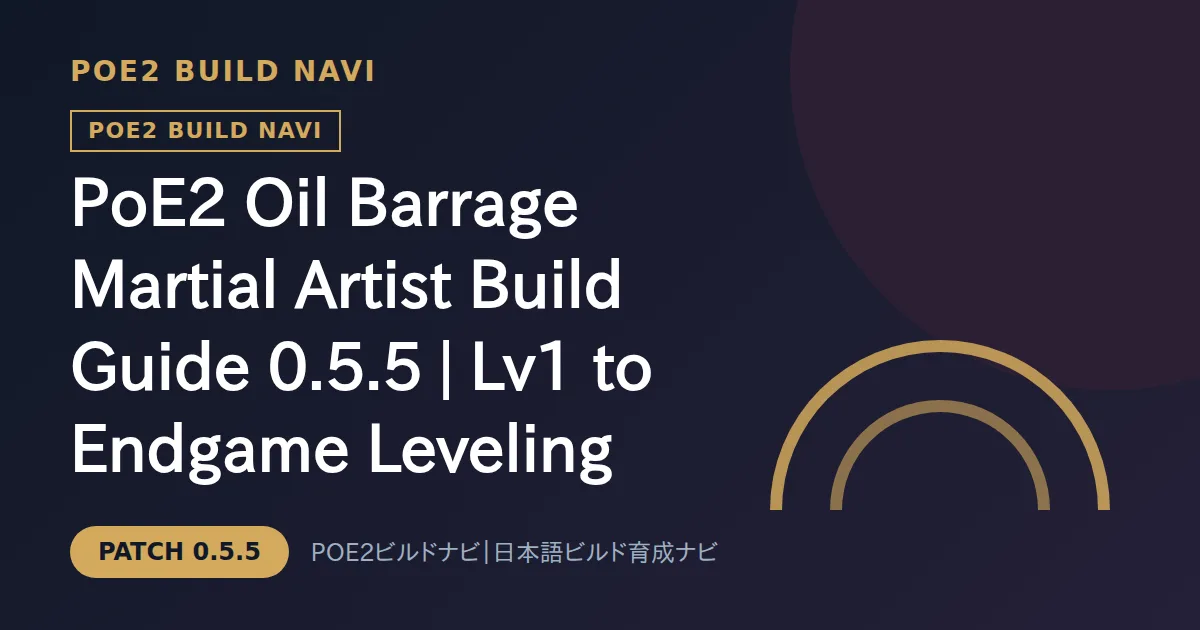 POE2 BUILD NAVI
POE2 BUILD NAVI
PoE2 Oil Barrage
Martial Artist Build
Guide 0.5.5 | Lv1 to
Endgame Leveling
PATCH 0.5.5
POE2ビルドナビ|日本語ビルド育成ナビ